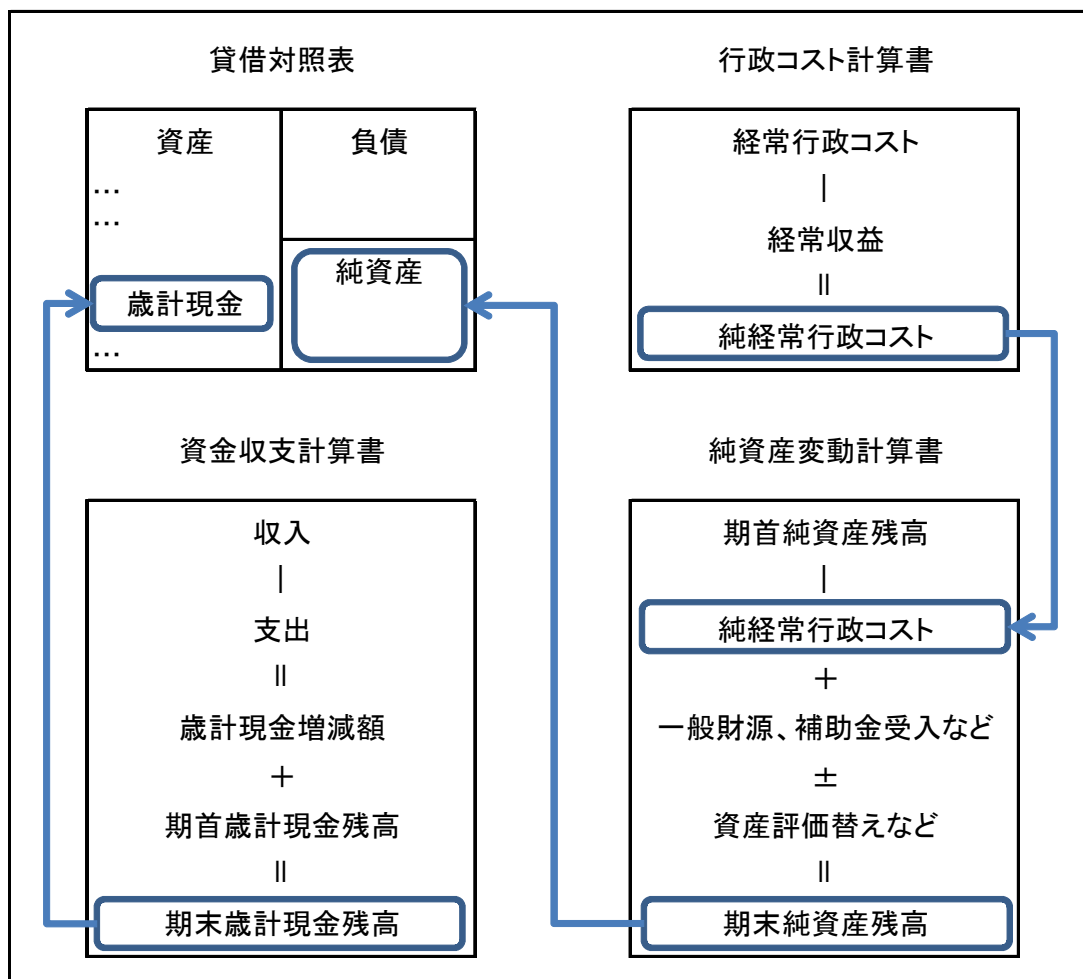 貸借対照表
資産
負債
…
…
純資産
歳計現金
…
行政コスト計算書
経常行政コスト
|
経常収益
||
純経常行政コスト
資金収支計算書
収入
|
支出
||
歳計現金増減額
＋
期首歳計現金残高
||
期末歳計現金残高
純資産変動計算書
期首純資産残高
|
純経常行政コスト
＋
一般財源、補助金受入など
±
資産評価替えなど
||
期末純資産残高